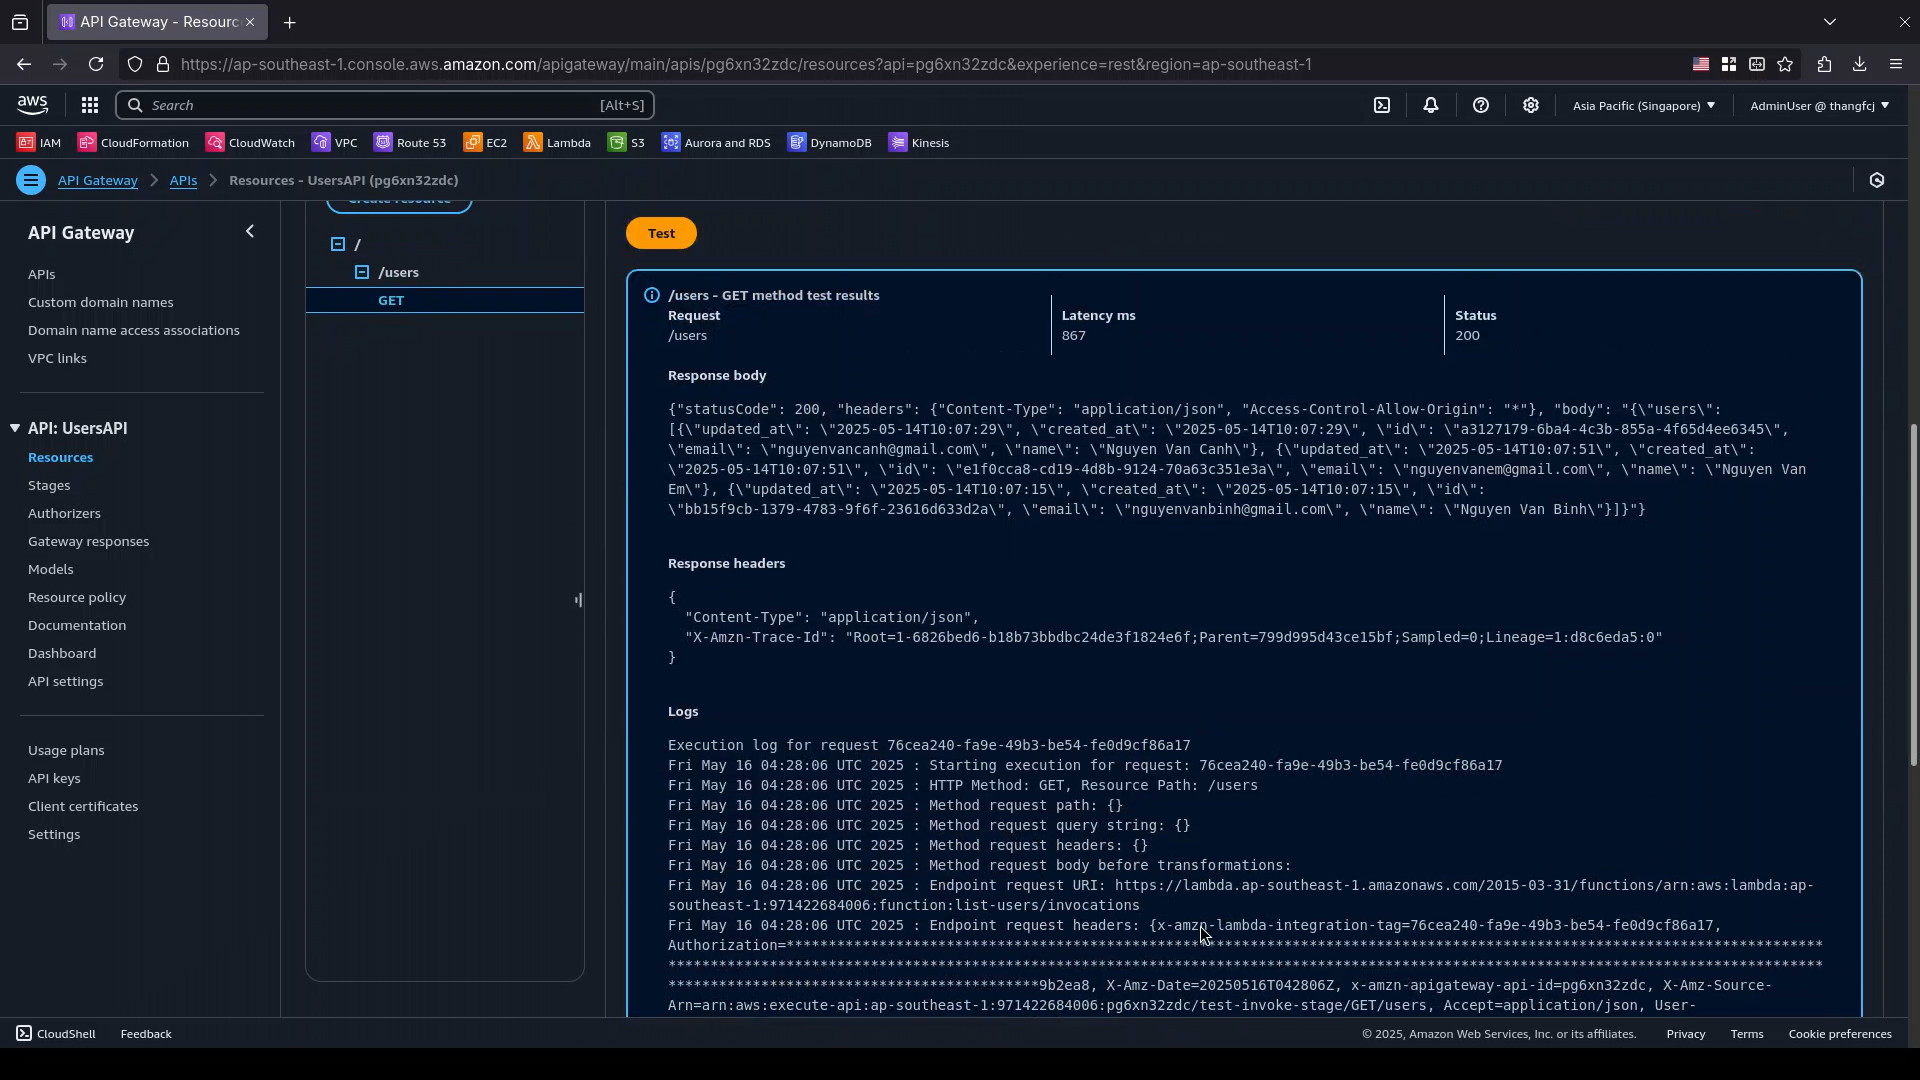 API Gateway - Resourc
https://ap-southeast-1.console.aws.amazon.com/apigateway/main/apis/pg6xn32zdc/resources?api=pg6xn32zdc&experience=rest&region=ap-southeast-1
aws
Search [Alt+S]
Asia Pacific (Singapore)
AdminUser @ thangfcj
IAM CloudFormation CloudWatch VPC Route 53 EC2 Lambda S3 Aurora and RDS DynamoDB Kinesis
API Gateway APIs Resources - UsersAPI (pg6xn32zdc)
API Gateway
APIs
Custom domain names
Domain name access associations
VPC links
API: UsersAPI
Resources
Stages
Authorizers
Gateway responses
Models
Resource policy
Documentation
Dashboard
API settings
Usage plans
API keys
Client certificates
Settings
Create resource
/
/users
GET
Test
/users - GET method test results
Request
/users
Latency ms
867
Status
200
Response body
{"statusCode": 200, "headers": {"Content-Type": "application/json", "Access-Control-Allow-Origin": "*"}, "body": "{\"users\":
[{\"updated_at\": \"2025-05-14T10:07:29\", \"created_at\": \"2025-05-14T10:07:29\", \"id\": \"a3127179-6ba4-4c3b-855a-4f65d4ee6345\",
\"email\": \"nguyenvancanh@gmail.com\", \"name\": \"Nguyen Van Canh\"}, {\"updated_at\": \"2025-05-14T10:07:51\", \"created_at\":
\"2025-05-14T10:07:51\", \"id\": \"e1f0cca8-cd19-4d8b-9124-70a63c351e3a\", \"email\": \"nguyenvanem@gmail.com\", \"name\": \"Nguyen Van
Em\"}, {\"updated_at\": \"2025-05-14T10:07:15\", \"created_at\": \"2025-05-14T10:07:15\", \"id\":
\"bb15f9cb-1379-4783-9f6f-23616d633d2a\", \"email\": \"nguyenvanbinh@gmail.com\", \"name\": \"Nguyen Van Binh\"}]}"}
Response headers
{
"Content-Type": "application/json",
"X-Amzn-Trace-Id": "Root=1-6826bed6-b18b73bbdbc24de3f1824e6f;Parent=799d995d43ce15bf;Sampled=0;Lineage=1:d8c6eda5:0"
}
Logs
Execution log for request 76cea240-fa9e-49b3-be54-fe0d9cf86a17
Fri May 16 04:28:06 UTC 2025 : Starting execution for request: 76cea240-fa9e-49b3-be54-fe0d9cf86a17
Fri May 16 04:28:06 UTC 2025 : HTTP Method: GET, Resource Path: /users
Fri May 16 04:28:06 UTC 2025 : Method request path: {}
Fri May 16 04:28:06 UTC 2025 : Method request query string: {}
Fri May 16 04:28:06 UTC 2025 : Method request headers: {}
Fri May 16 04:28:06 UTC 2025 : Method request body before transformations:
Fri May 16 04:28:06 UTC 2025 : Endpoint request URI: https://lambda.ap-southeast-1.amazonaws.com/2015-03-31/functions/arn:aws:lambda:ap-
southeast-1:971422684006:function:list-users/invocations
Fri May 16 04:28:06 UTC 2025 : Endpoint request headers: {x-amzn-lambda-integration-tag=76cea240-fa9e-49b3-be54-fe0d9cf86a17,
Authorization=***************************************************************************************************************************
*****************************************************************************************************************************************
********************************************9b2ea8, X-Amz-Date=20250516T042806Z, x-amzn-apigateway-api-id=pg6xn32zdc, X-Amz-Source-
Arn=arn:aws:execute-api:ap-southeast-1:971422684006:pg6xn32zdc/test-invoke-stage/GET/users, Accept=application/json, User-
CloudShell Feedback © 2025, Amazon Web Services, Inc. or its affiliates. Privacy Terms Cookie preferences